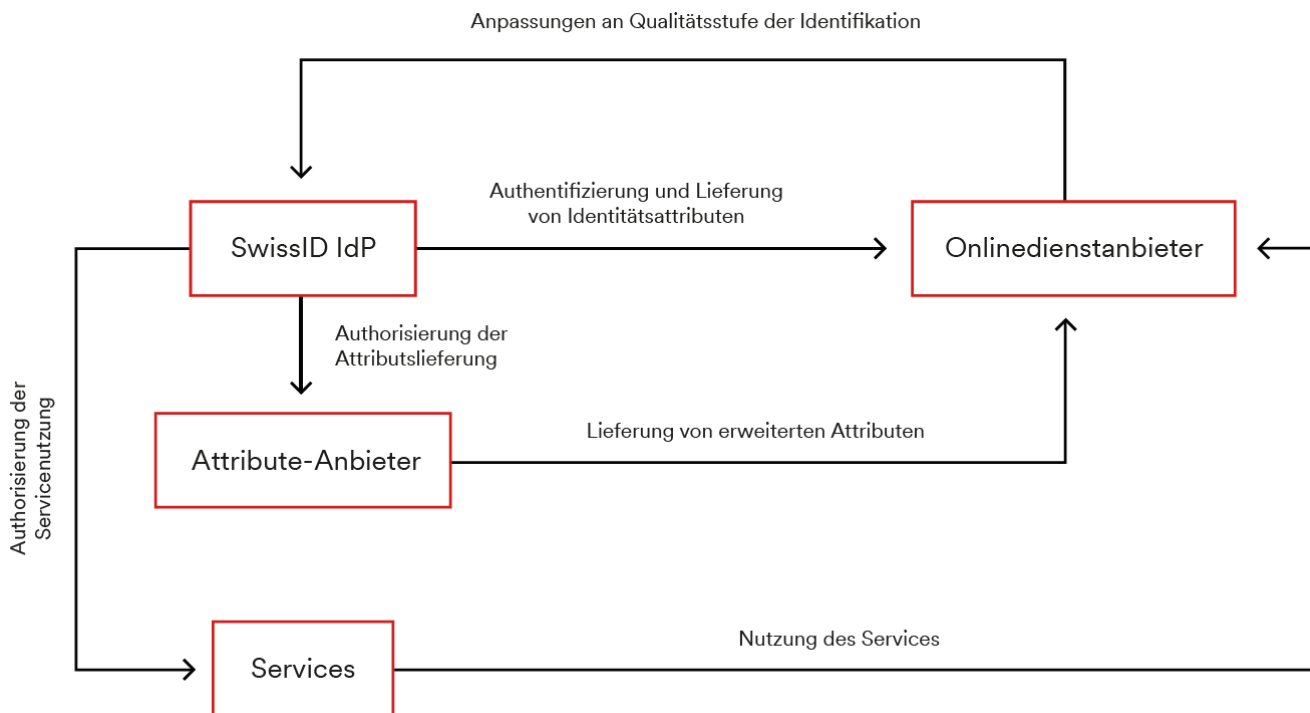 Anpassungen an Qualitätsstufe der Identifikation
Authentifizierung und Lieferung
von Identitätsattributen
SwissID IdP
Onlinedienstanbieter
Authorisierung der
Attributslieferung
Authorisierung der
Servicenutzung
Attribute-Anbieter
Lieferung von erweiterten Attributen
Nutzung des Services
Services